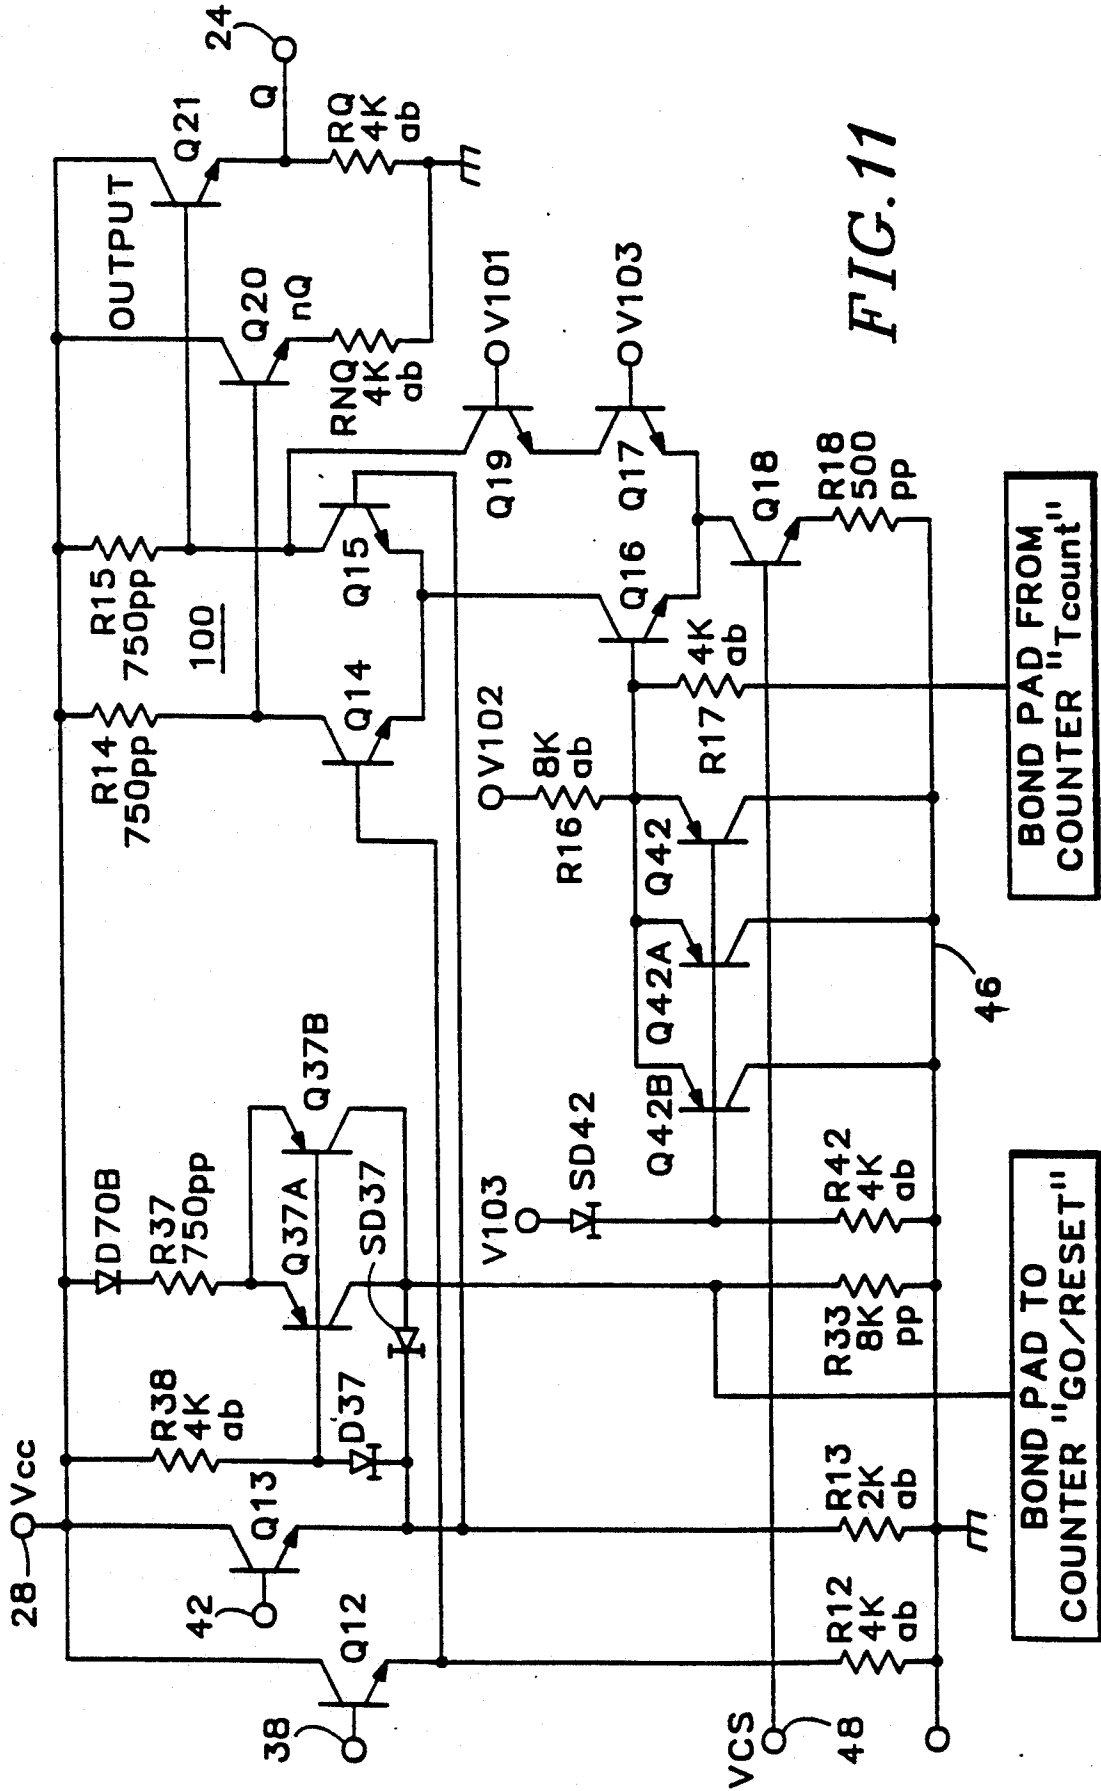 28
Vcc
42
Q13
38
Q12
R38
4K
ab
D70B
R37
750pp
Q37A
Q37B
D37
SD37
R14
750pp
R15
750pp
100
Q14
Q15
OUTPUT
Q20
nQ
Q21
Q
24
RNQ
4K
ab
RQ
4K
ab
V101
Q19
V103
Q17
Q16
V102
8K
ab
R16
4K
ab
R17
Q18
R18
500
pp
V103
SD42
Q42B
Q42A
Q42
VCS
48
R12
4K
ab
R13
2K
ab
R33
8K
pp
R42
4K
ab
46
BOND PAD TO
COUNTER "GO/RESET"
BOND PAD FROM
COUNTER "Tcount"
FIG. 11